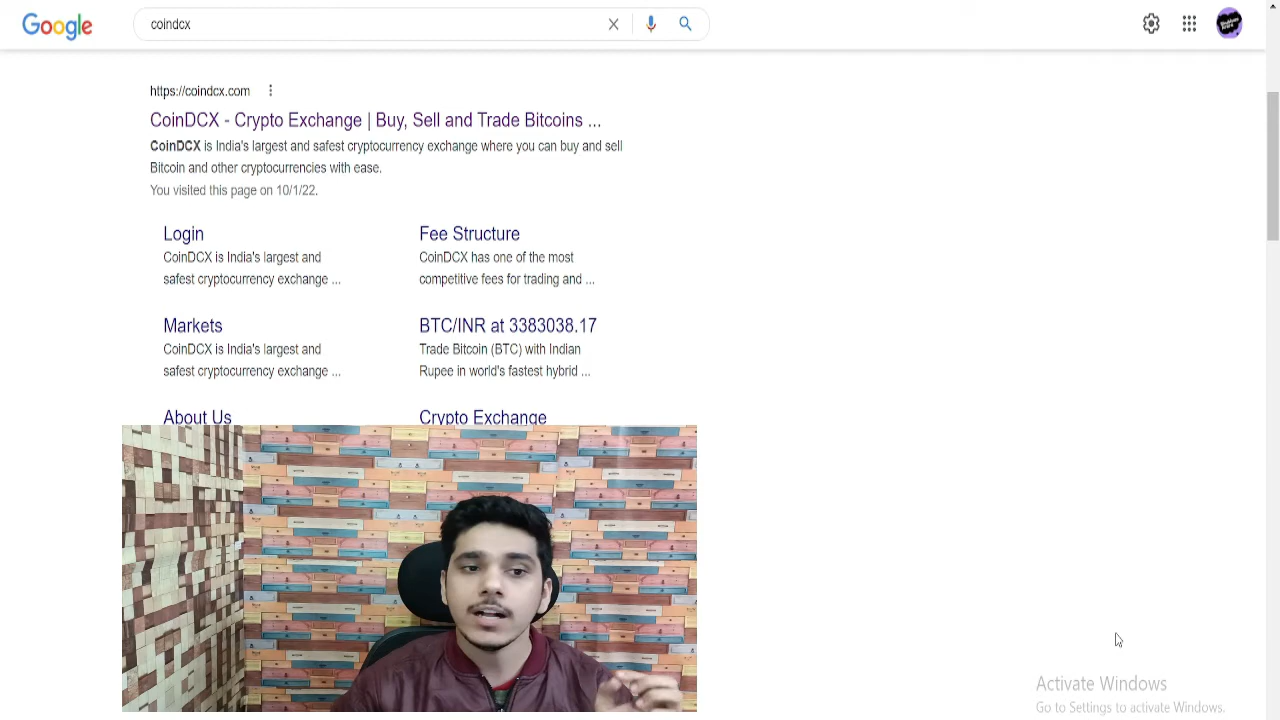 Google
coindcx
https://coindcx.com
CoinDCX - Crypto Exchange | Buy, Sell and Trade Bitcoins ...
CoinDCX is India's largest and safest cryptocurrency exchange where you can buy and sell
Bitcoin and other cryptocurrencies with ease.
You visited this page on 10/1/22.
Login
CoinDCX is India's largest and
safest cryptocurrency exchange ...
Fee Structure
CoinDCX has one of the most
competitive fees for trading and ...
Markets
CoinDCX is India's largest and
safest cryptocurrency exchange ...
BTC/INR at 3383038.17
Trade Bitcoin (BTC) with Indian
Rupee in world's fastest hybrid ...
About Us
Crypto Exchange
Activate Windows
Go to Settings to activate Windows.